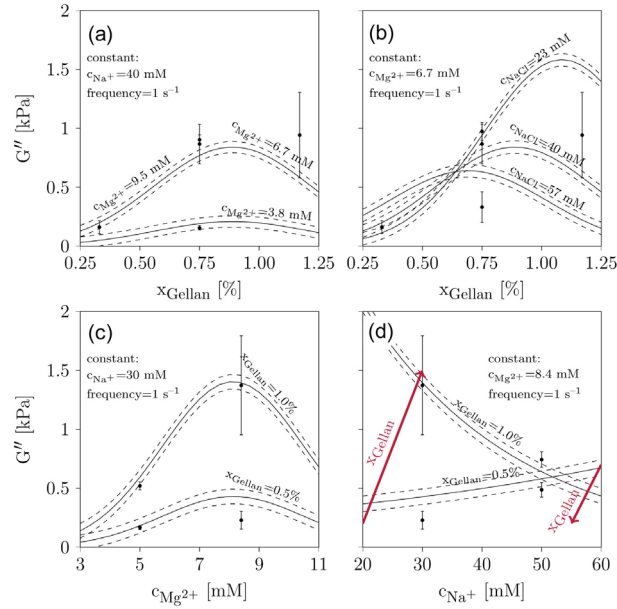 (a)
constant:
c_Na+=40 mM
frequency=1 s⁻¹
c_Mg2+=9.5 mM
c_Mg2+=6.7 mM
c_Mg2+=3.8 mM
G″ [kPa]
2
1.5
1
0.5
0
0.25 0.50 0.75 1.00 1.25
x_Gellan [%]
(b)
constant:
c_Mg2+=6.7 mM
frequency=1 s⁻¹
c_NaCl=23 mM
c_NaCl=40 mM
c_NaCl=57 mM
0.25 0.50 0.75 1.00 1.25
x_Gellan [%]
(c)
constant:
c_Na+=30 mM
frequency=1 s⁻¹
x_Gellan=1.0%
x_Gellan=0.5%
G″ [kPa]
2
1.5
1
0.5
0
3 5 7 9 11
c_Mg2+ [mM]
(d)
constant:
c_Mg2+=8.4 mM
frequency=1 s⁻¹
x_Gellan
x_Gellan=1.0%
x_Gellan=0.5%
x_Gellan
20 30 40 50 60
c_Na+ [mM]